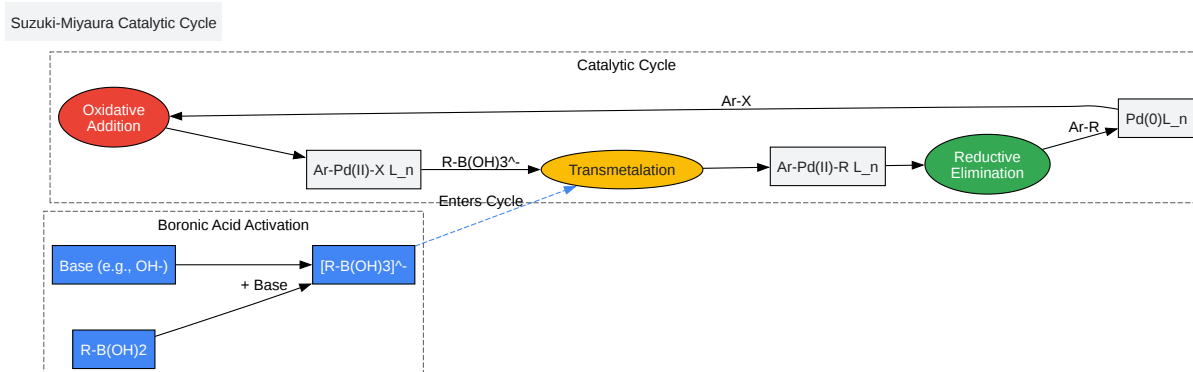 Suzuki-Miyaura Catalytic Cycle
Catalytic Cycle
Oxidative
Addition
Ar-X
Pd(0)L_n
Ar-Pd(II)-X L_n
R-B(OH)3^-
Transmetalation
Ar-Pd(II)-R L_n
Reductive
Elimination
Ar-R
Enters Cycle
Boronic Acid Activation
Base (e.g., OH-)
[R-B(OH)3]^-
+ Base
R-B(OH)2